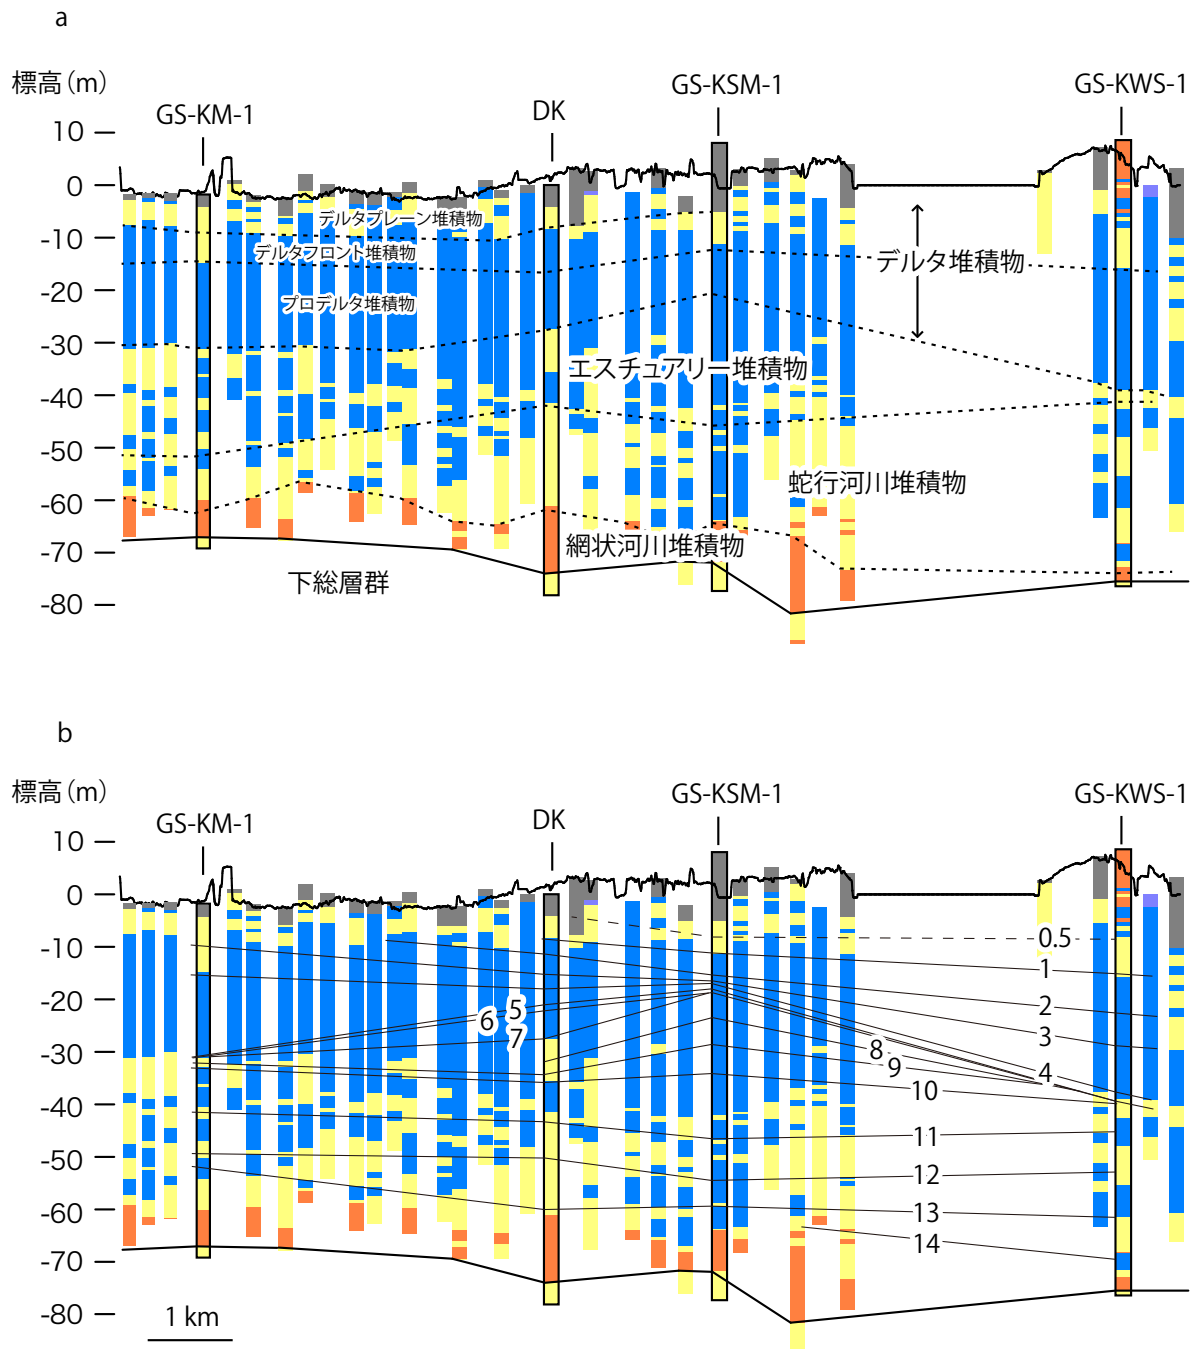 a
標高（m）
GS-KM-1
DK
GS-KSM-1
GS-KWS-1
10
0
-10
-20
-30
-40
-50
-60
-70
-80
デルタプレーン堆積物
デルタフロント堆積物
プロデルタ堆積物
デルタ堆積物
エスチュアリー堆積物
蛇行河川堆積物
網状河川堆積物
下総層群
b
標高（m）
GS-KM-1
DK
GS-KSM-1
GS-KWS-1
10
0
-10
-20
-30
-40
-50
-60
-70
-80
0.5
1
2
3
4
5
6
7
8
9
10
11
12
13
14
1 km